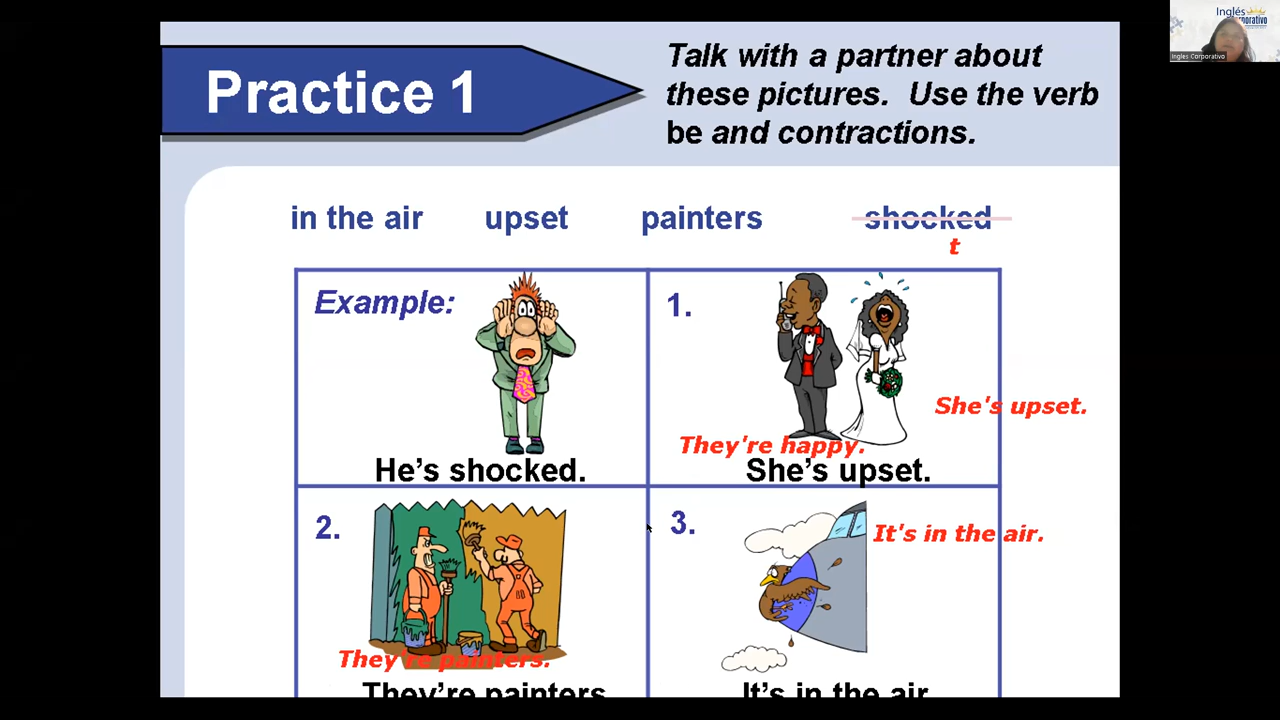 Practice 1
Talk with a partner about
these pictures. Use the verb
be and contractions.
Inglés
Corporativo
Inglés Corporativo
in the air upset painters shocked
t
Example:
He's shocked.
1.
She's upset.
They're happy.
She's upset.
2.
They're painters.
They're painters
3.
It's in the air.
It's in the air